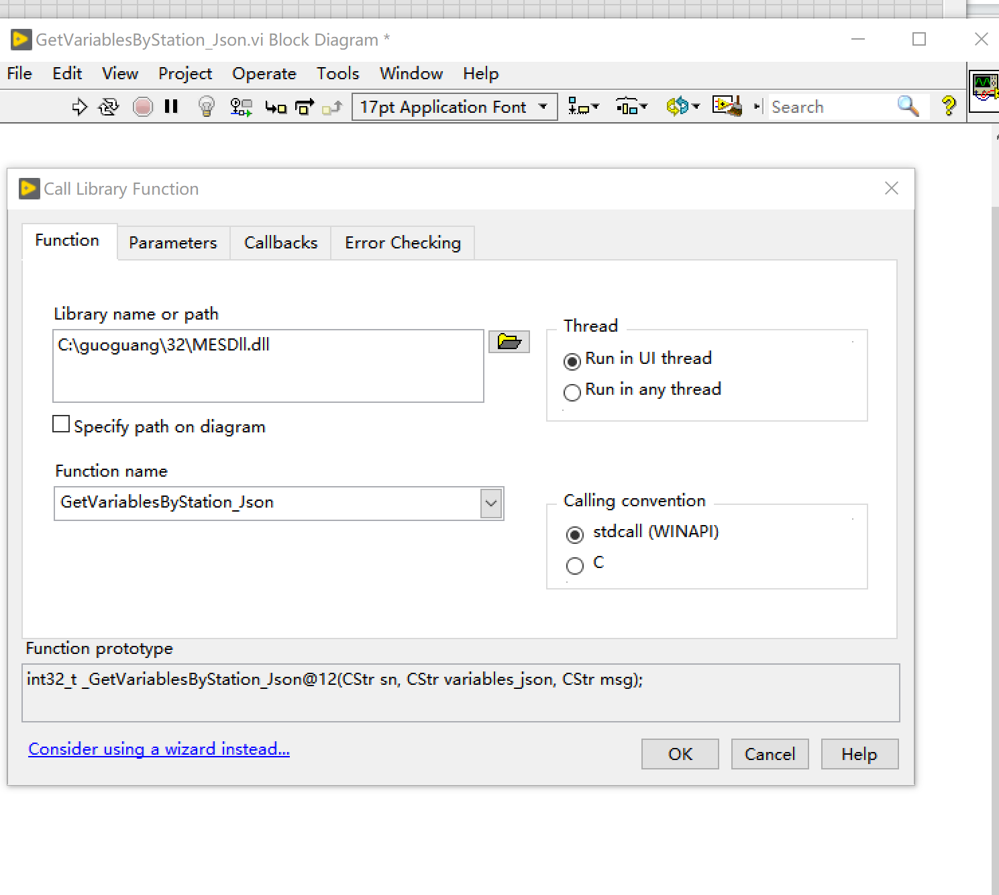 GetVariablesByStation_Json.vi Block Diagram *
File Edit View Project Operate Tools Window Help
17pt Application Font Search
Call Library Function
Function Parameters Callbacks Error Checking
Library name or path
C:\guoguang\32\MESDll.dll
Specify path on diagram
Function name
GetVariablesByStation_Json
Thread
Run in UI thread
Run in any thread
Calling convention
stdcall (WINAPI)
C
Function prototype
int32_t _GetVariablesByStation_Json@12(CStr sn, CStr variables_json, CStr msg);
Consider using a wizard instead...
OK Cancel Help